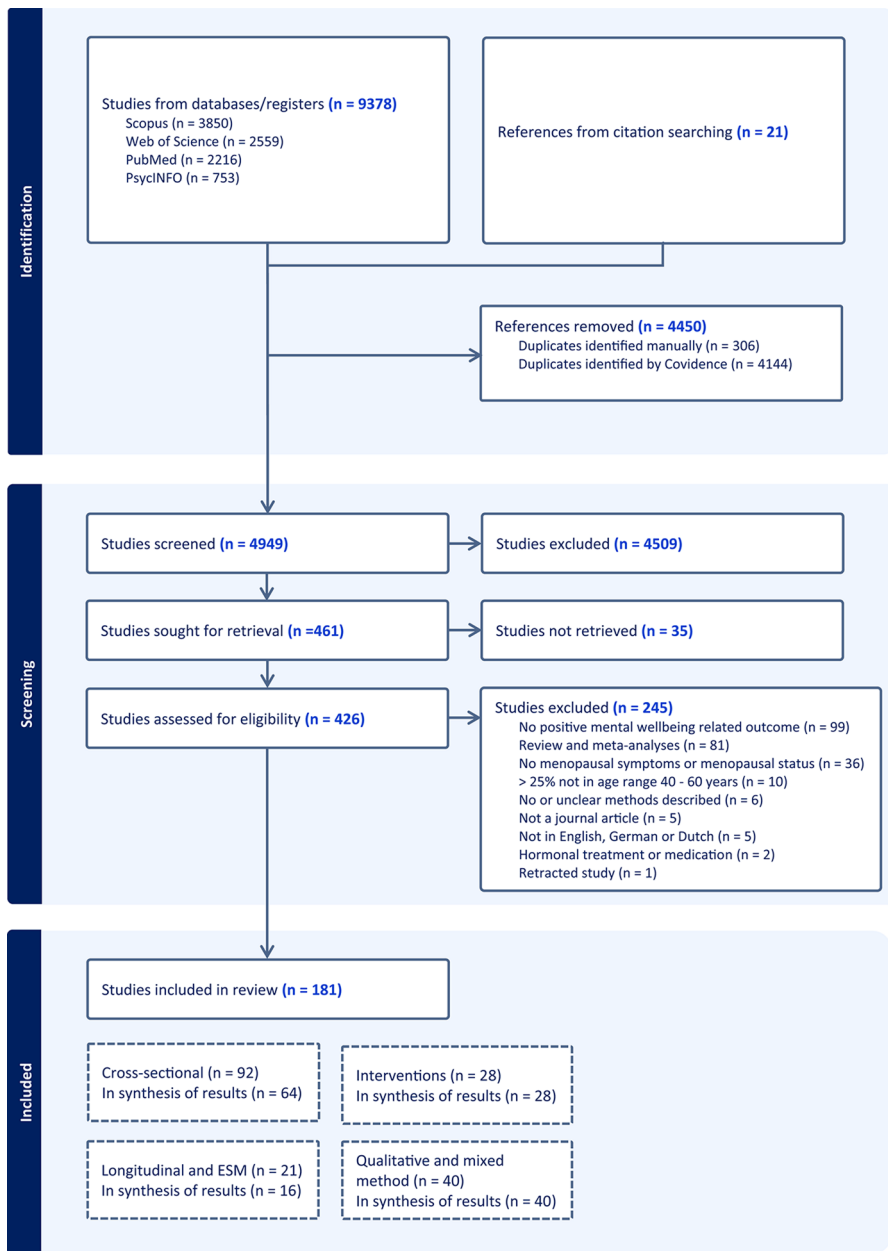 Identification
Studies from databases/registers (n = 9378)
Scopus (n = 3850)
Web of Science (n = 2559)
PubMed (n = 2216)
PsycINFO (n = 753)
References from citation searching (n = 21)
References removed (n = 4450)
Duplicates identified manually (n = 306)
Duplicates identified by Covidence (n = 4144)
Screening
Studies screened (n = 4949)
Studies excluded (n = 4509)
Studies sought for retrieval (n =461)
Studies not retrieved (n = 35)
Studies assessed for eligibility (n = 426)
Studies excluded (n = 245)
No positive mental wellbeing related outcome (n = 99)
Review and meta-analyses (n = 81)
No menopausal symptoms or menopausal status (n = 36)
> 25% not in age range 40 - 60 years (n = 10)
No or unclear methods described (n = 6)
Not a journal article (n = 5)
Not in English, German or Dutch (n = 5)
Hormonal treatment or medication (n = 2)
Retracted study (n = 1)
Included
Studies included in review (n = 181)
Cross-sectional (n = 92)
In synthesis of results (n = 64)
Interventions (n = 28)
In synthesis of results (n = 28)
Longitudinal and ESM (n = 21)
In synthesis of results (n = 16)
Qualitative and mixed
method (n = 40)
In synthesis of results (n = 40)